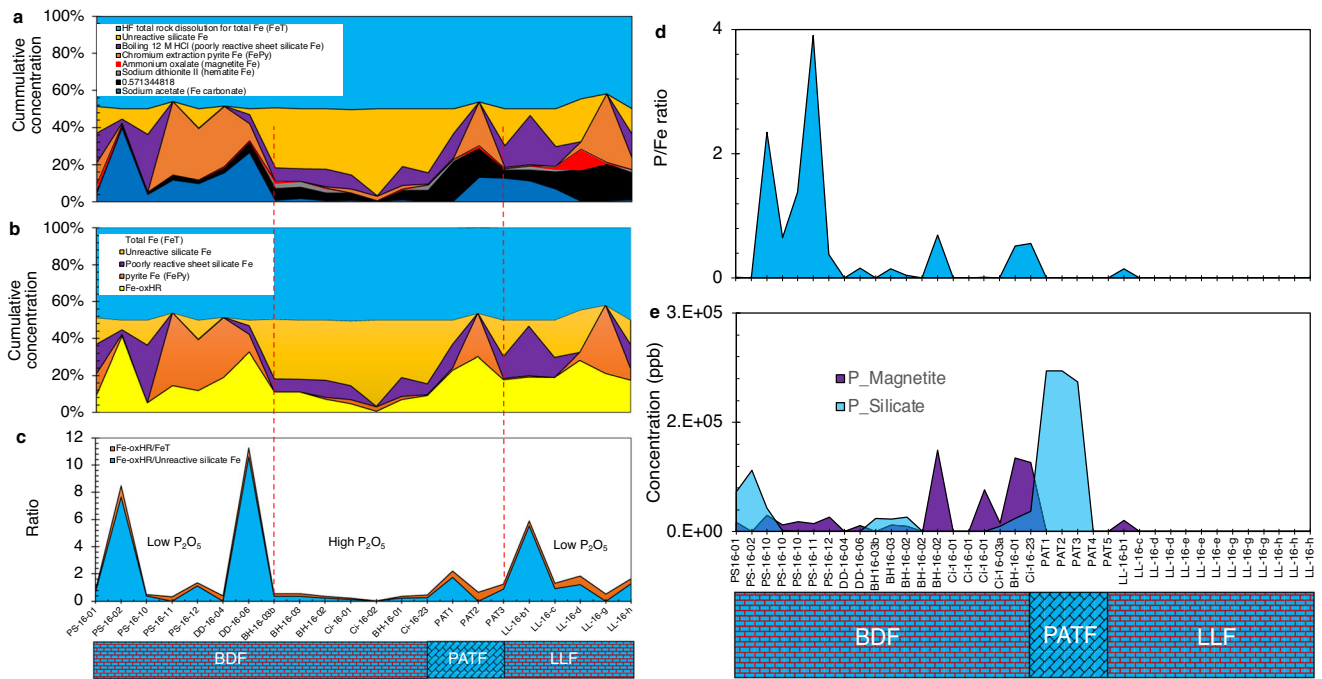 a
100%
80%
60%
40%
20%
0%
Cummulative
concentration
HF total rock dissolution for total Fe (FeT)
Unreactive silicate Fe
Boiling 12 M HCl (poorly reactive sheet silicate Fe)
Chromium extraction pyrite Fe (FePy)
Ammonium oxalate (magnetite Fe)
Sodium dithionite II (hematite Fe)
0.571344818
Sodium acetate (Fe carbonate)
b
100%
80%
60%
40%
20%
0%
Cumulative
concentration
Total Fe (FeT)
Unreactive silicate Fe
Poorly reactive sheet silicate Fe
pyrite Fe (FePy)
Fe-oxHR
c
12
10
8
6
4
2
0
Ratio
Fe-oxHR/FeT
Fe-oxHR/Unreactive silicate Fe
Low P₂O₅
High P₂O₅
Low P₂O₅
PS-16-01
PS-16-02
PS-16-10
PS-16-11
PS-16-12
DD-16-04
DD-16-06
BH-16-03b
BH-16-03
BH-16-02
Ci-16-01
Ci-16-02
BH-16-01
Ci-16-23
PAT1
PAT2
PAT3
LL-16-b1
LL-16-c
LL-16-d
LL-16-g
LL-16-h
BDF
PATF
LLF
d
4
2
0
P/Fe ratio
e
3.E+05
2.E+05
0.E+00
Concentration (ppb)
P_Magnetite
P_Silicate
PS16-01
PS-16-02
PS-16-10
PS-16-10
PS-16-10
PS-16-11
PS-16-12
DD-16-04
DD-16-06
BH16-03b
BH16-03
BH-16-02
BH-16-02
BH-16-02
Ci-16-01
Ci-16-01
Ci-16-01
Ci-16-03a
BH-16-01
Ci-16-23
PAT1
PAT2
PAT3
PAT4
PAT5
LL-16-b1
LL-16-c
LL-16-d
LL-16-d
LL-16-e
LL-16-e
LL-16-e
LL-16-g
LL-16-g
LL-16-g
LL-16-h
LL-16-h
LL-16-h
BDF
PATF
LLF